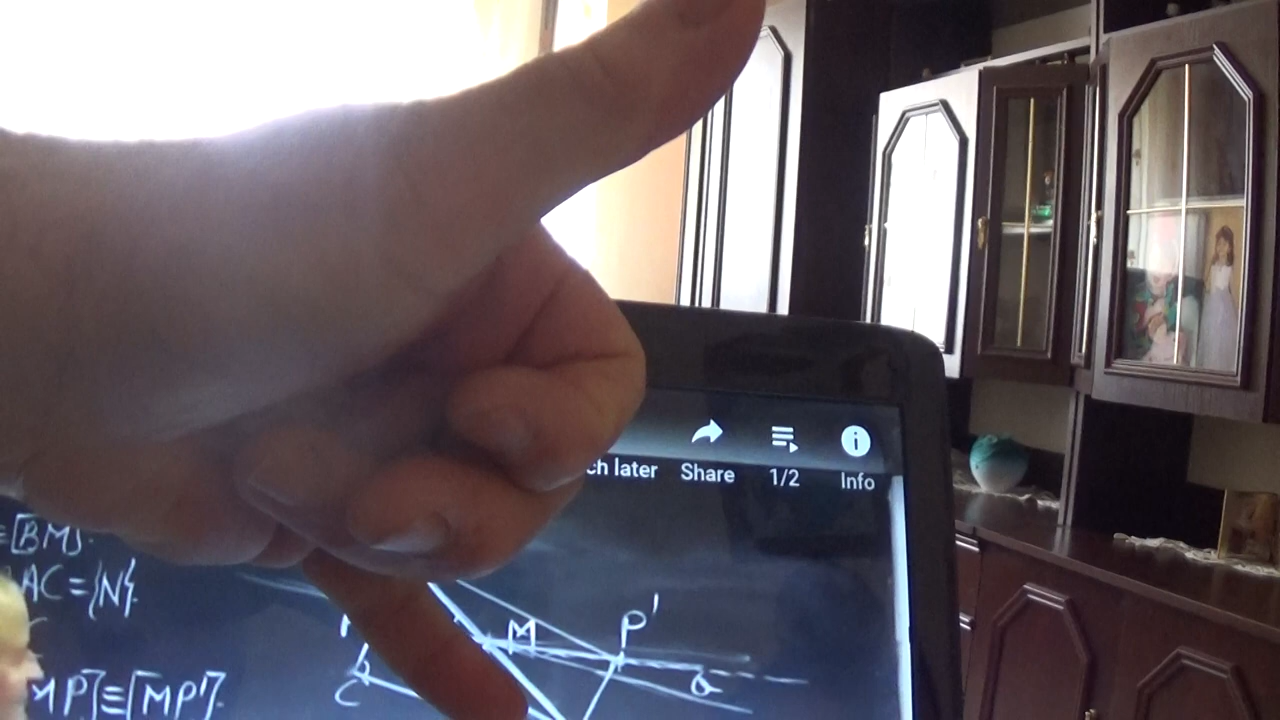 ch later Share 1/2 Info
≡[BM].
AC={N}.
MP]≡[MP'].
M
P'
b
a
C